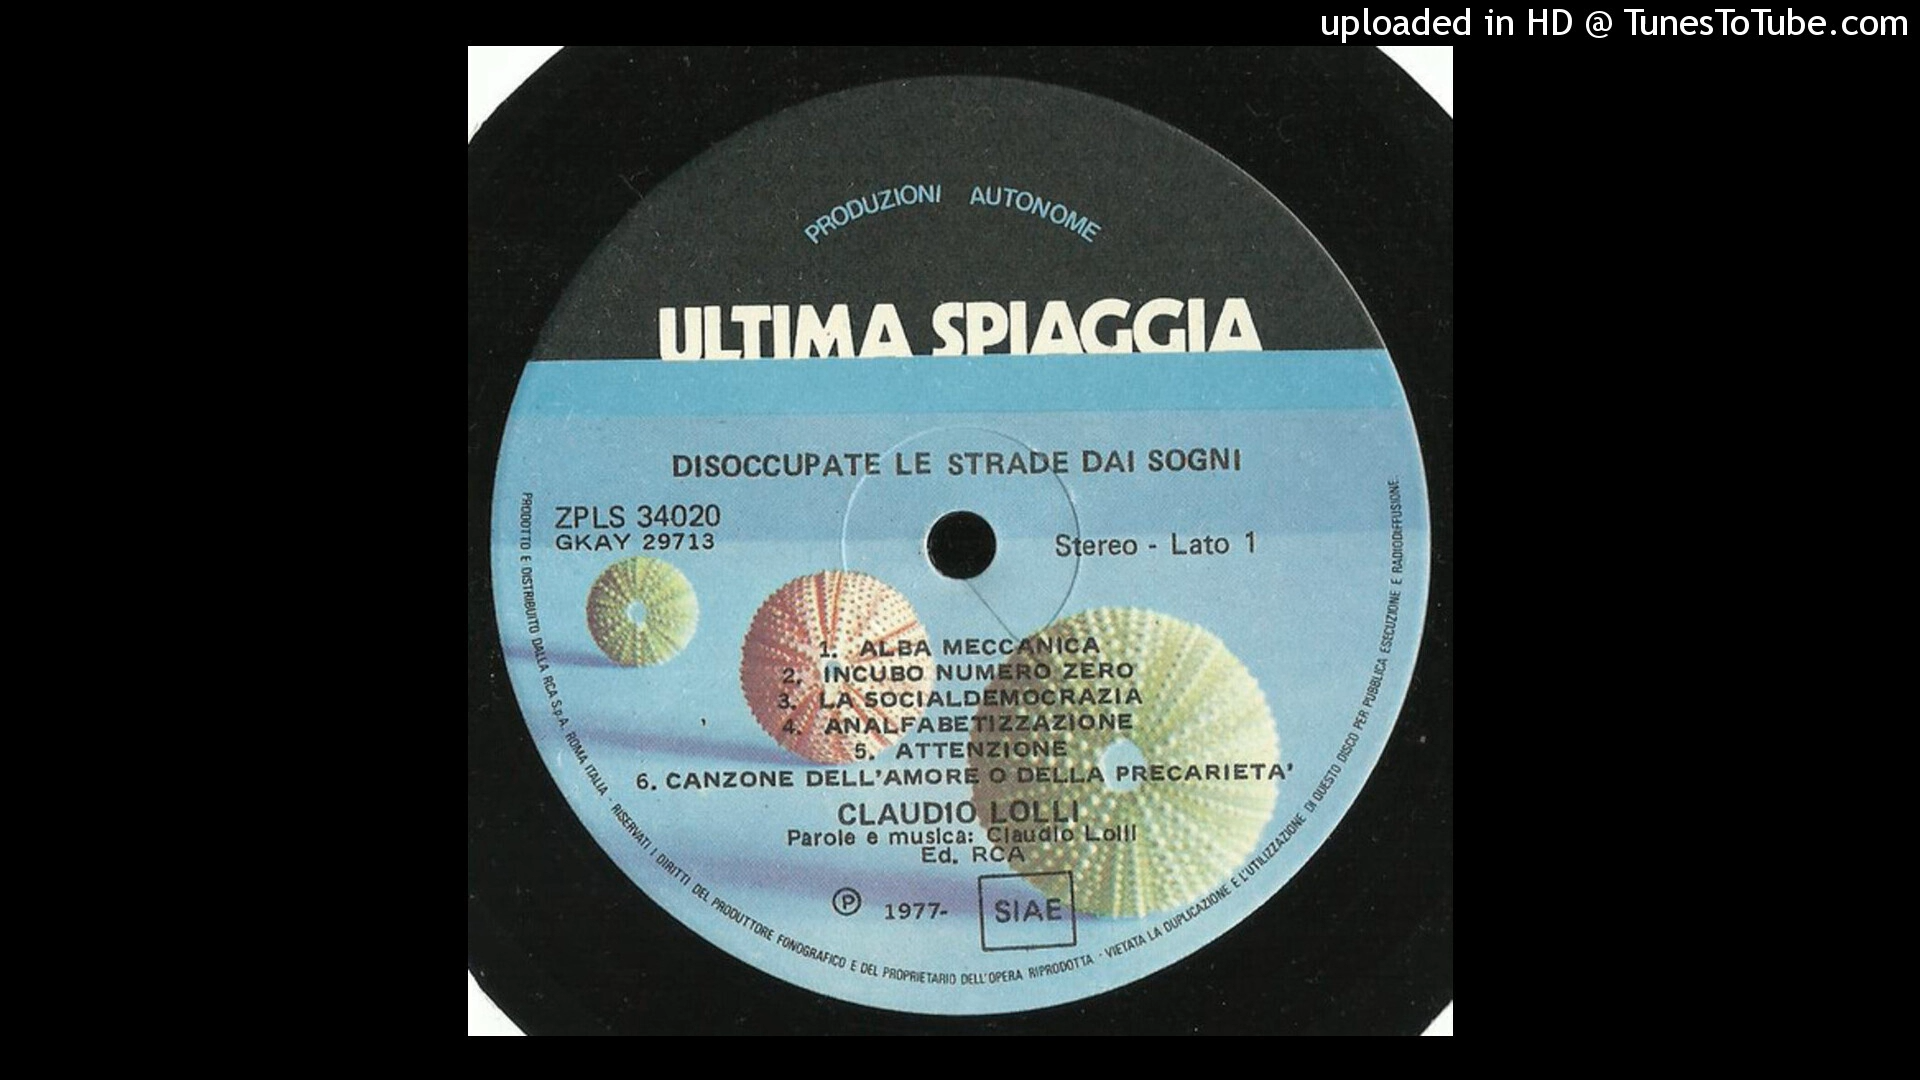 uploaded in HD @ TunesToTube.com
PRODUZIONI AUTONOME
ULTIMA SPIAGGIA
DISOCCUPATE LE STRADE DAI SOGNI
ZPLS 34020
GKAY 29713
Stereo - Lato 1
1. ALBA MECCANICA
2. INCUBO NUMERO ZERO
3. LA SOCIALDEMOCRAZIA
4. ANALFABETIZZAZIONE
5. ATTENZIONE
6. CANZONE DELL'AMORE O DELLA PRECARIETA'
CLAUDIO LOLLI
Parole e musica: Claudio Lolli
Ed. RCA
Ⓟ 1977-
SIAE
PRODOTTO E DISTRIBUITO DALLA RCA S.p.A. ROMA ITALIA - RISERVATI I DIRITTI DEL PRODUTTORE FONOGRAFICO E DEL PROPRIETARIO DELL'OPERA RIPRODOTTA - VIETATA LA DUPLICAZIONE E L'UTILIZZAZIONE DI QUESTO DISCO PER PUBBLICA ESECUZIONE E RADIODIFFUSIONE.